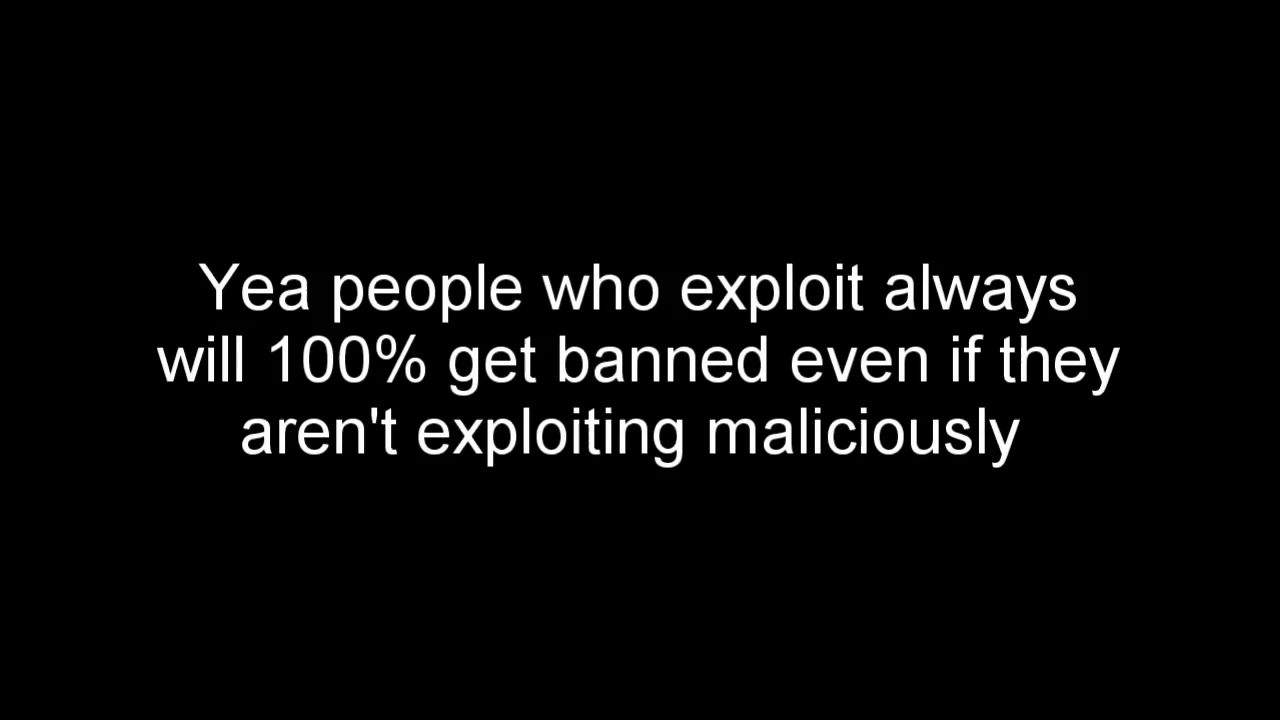 Yea people who exploit always
will 100% get banned even if they
aren't exploiting maliciously